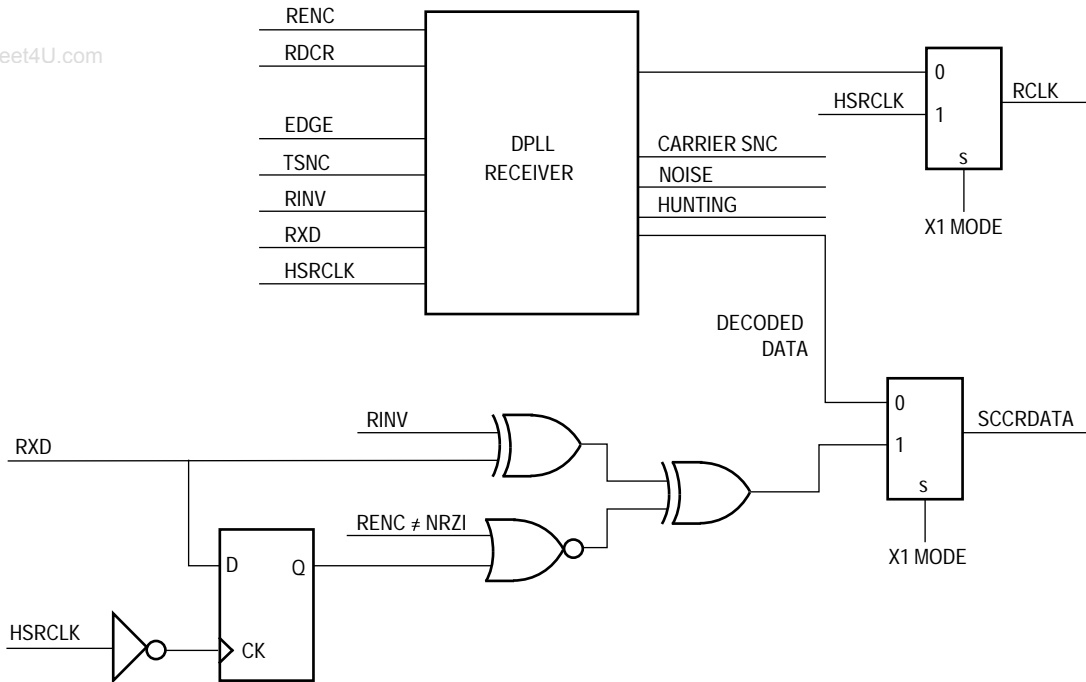 RENC
eet4U.com
RDCR
EDGE
TSNC
RINV
RXD
HSRCLK
DPLL
RECEIVER
CARRIER SNC
NOISE
HUNTING
HSRCLK
0
1
s
RCLK
X1 MODE
DECODED
DATA
0
1
s
SCCRDATA
X1 MODE
RINV
RXD
RENC ≠ NRZI
D
Q
CK
HSRCLK